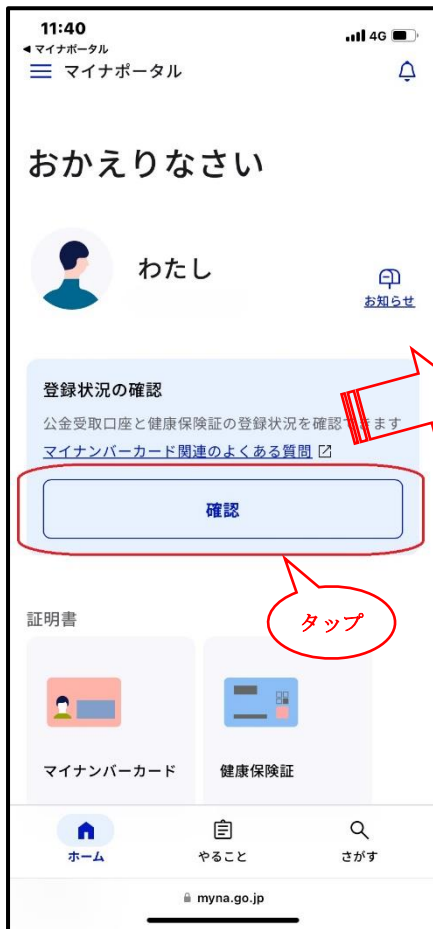 11:40
4G
◀ マイナポータル
マイナポータル
おかえりなさい
わたし
お知らせ
登録状況の確認
公金受取口座と健康保険証の登録状況を確認できます
マイナンバーカード関連のよくある質問
確認
タップ
証明書
マイナンバーカード
健康保険証
ホーム
やること
さがす
myna.go.jp